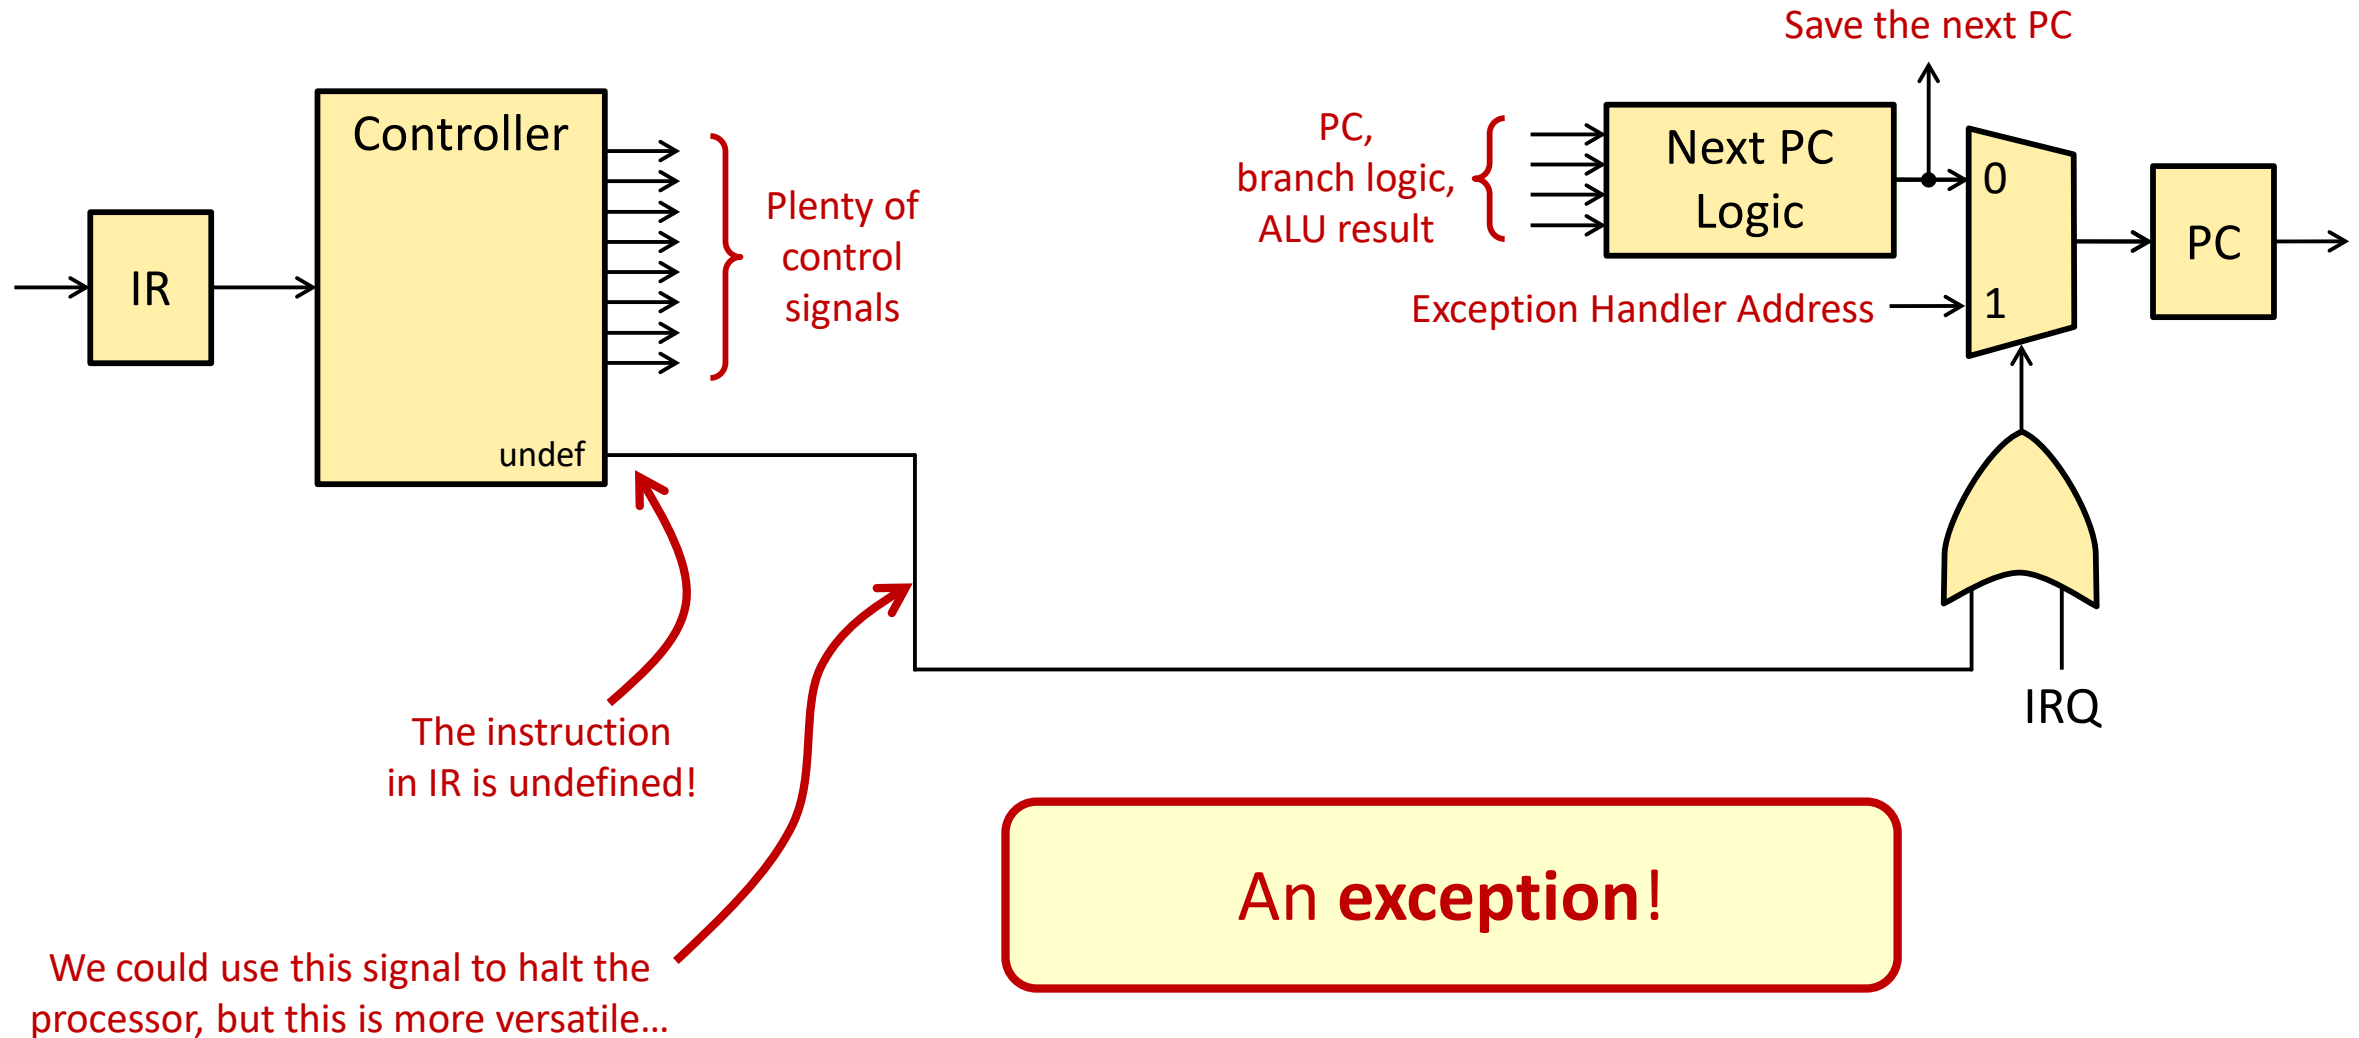 Save the next PC
Controller
PC,
branch logic,
ALU result
Next PC
Logic
0
Plenty of
control
signals
IR
PC
Exception Handler Address
1
undef
The instruction
in IR is undefined!
IRQ
An exception!
We could use this signal to halt the
processor, but this is more versatile...